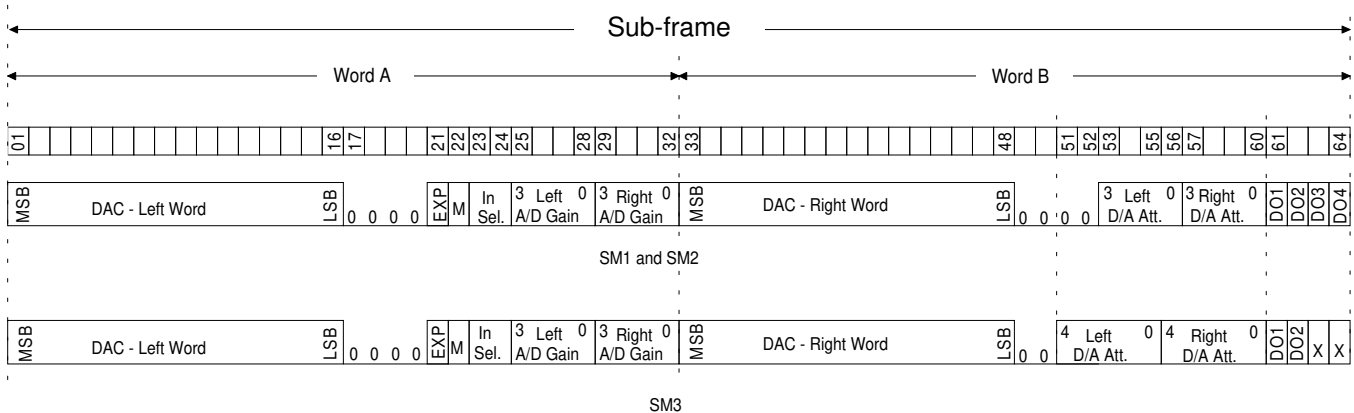 Sub-frame
Word A Word B
01 16 17 21 22 23 24 25 28 29 32 33 48 51 52 53 55 56 57 60 61 64
MSB DAC - Left Word LSB 0 0 0 0 EXP M In Sel. 3 Left 0 A/D Gain 3 Right 0 A/D Gain MSB DAC - Right Word LSB 0 0 0 0 3 Left 0 D/A Att. 3 Right 0 D/A Att. DO1 DO2 DO3 DO4
SM1 and SM2
MSB DAC - Left Word LSB 0 0 0 0 EXP M In Sel. 3 Left 0 A/D Gain 3 Right 0 A/D Gain MSB DAC - Right Word LSB 0 0 4 Left 0 D/A Att. 4 Right 0 D/A Att. DO1 DO2 X X
SM3